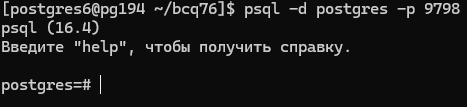 [postgres6@pg194 ~/bcq76]$ psql -d postgres -p 9798
psql (16.4)
Введите "help", чтобы получить справку.
postgres=#